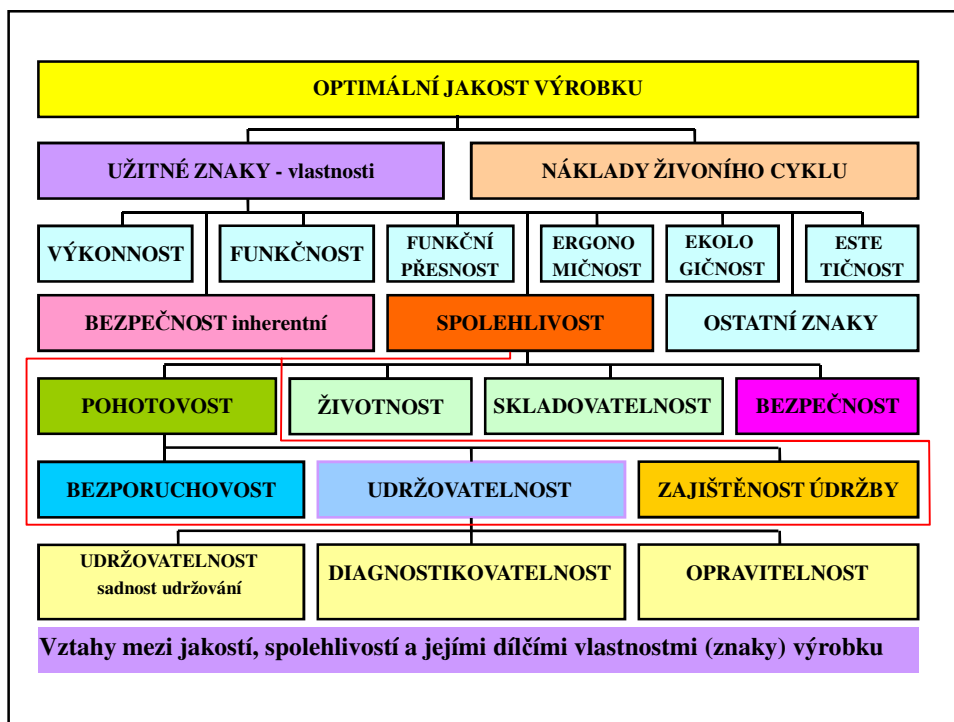 OPTIMÁLNÍ JAKOST VÝROBKU
UŽITNÉ ZNAKY - vlastnosti
NÁKLADY ŽIVONÍHO CYKLU
VÝKONNOST
FUNKČNOST
FUNKČNÍ
PŘESNOST
ERGONO
MIČNOST
EKOLO
GIČNOST
ESTE
TIČNOST
BEZPEČNOST inherentní
SPOLEHLIVOST
OSTATNÍ ZNAKY
POHOTOVOST
ŽIVOTNOST
SKLADOVATELNOST
BEZPEČNOST
BEZPORUCHOVOST
UDRŽOVATELNOST
ZAJIŠTĚNOST ÚDRŽBY
UDRŽOVATELNOST
sadnost udržování
DIAGNOSTIKOVATELNOST
OPRAVITELNOST
Vztahy mezi jakostí, spolehlivostí a jejími dílčími vlastnostmi (znaky) výrobku